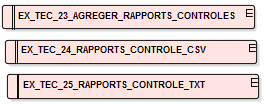 EX_TEC_23_AGREGER_RAPPORTS_CONTROLES
EX_TEC_24_RAPPORTS_CONTROLE_CSV
EX_TEC_25_RAPPORTS_CONTROLE_TXT